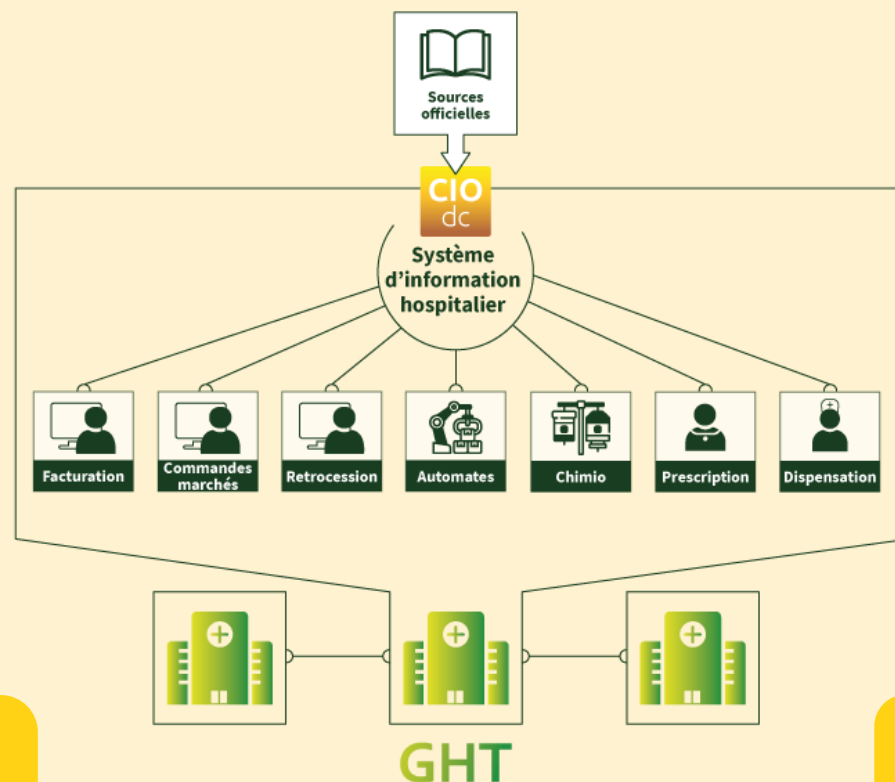 Sources
officielles
CIO
dc
Système
d'information
hospitalier
Facturation
Commandes
marchés
Retrocession
Automates
Chimio
Prescription
Dispensation
GHT